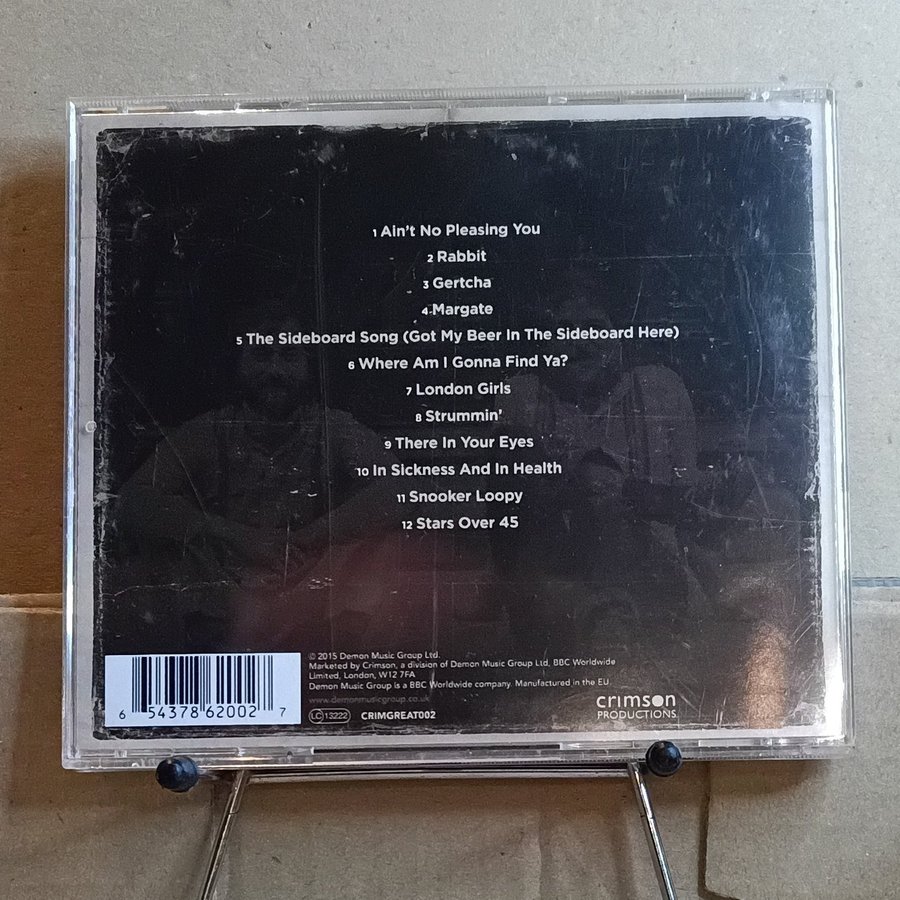 1 Ain't No Pleasing You
2 Rabbit
3 Gertcha
4 Margate
5 The Sideboard Song (Got My Beer In The Sideboard Here)
6 Where Am I Gonna Find Ya?
7 London Girls
8 Strummin'
9 There In Your Eyes
10 In Sickness And In Health
11 Snooker Loopy
12 Stars Over 45
© 2015 Demon Music Group Ltd.
Marketed by Crimson, a division of Demon Music Group Ltd, BBC Worldwide
Limited, London, W12 7FA
Demon Music Group is a BBC Worldwide company. Manufactured in the EU.
www.demonmusicgroup.co.uk
LC 13222 CRIMGREAT002
6 54378 62002 7
crimson
PRODUCTIONS